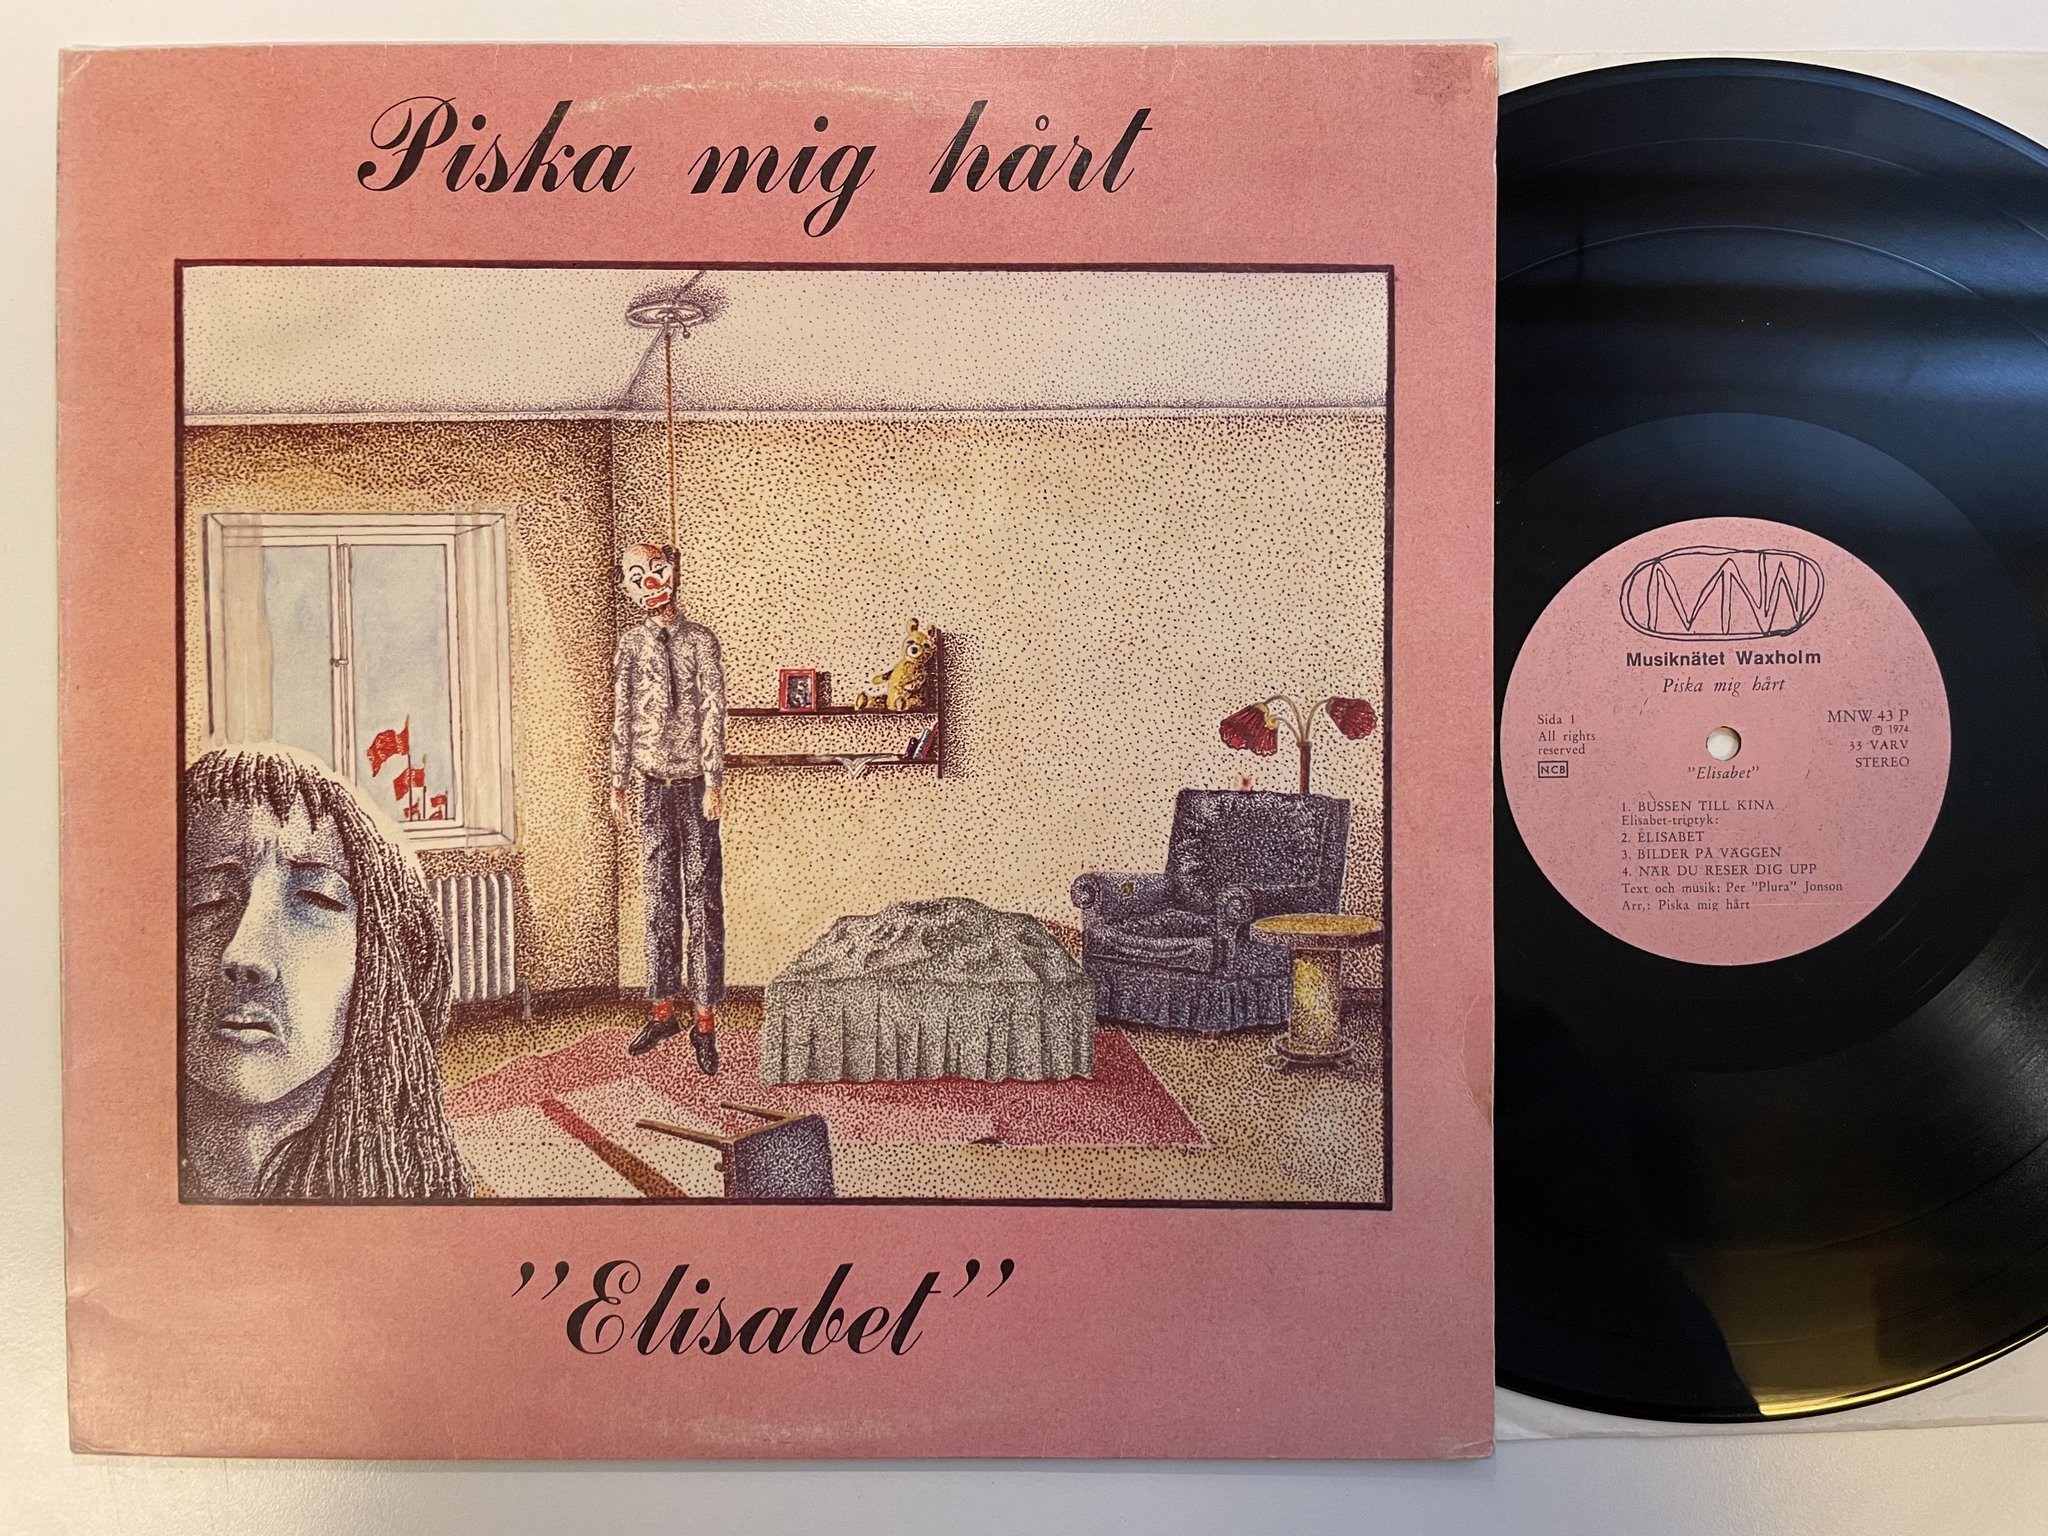 Piska mig hårt
"Elisabet"
MNW
Musiknätet Waxholm
Piska mig hårt
Sida 1
All rights
reserved
NCB
MNW 43 P
Ⓟ 1974
33 VARV
STEREO
"Elisabet"
1. BUSSEN TILL KINA
Elisabet-triptyk:
2. ELISABET
3. BILDER PÅ VÄGGEN
4. NÄR DU RESER DIG UPP
Text och musik: Per "Plura" Jonson
Arr.: Piska mig hårt